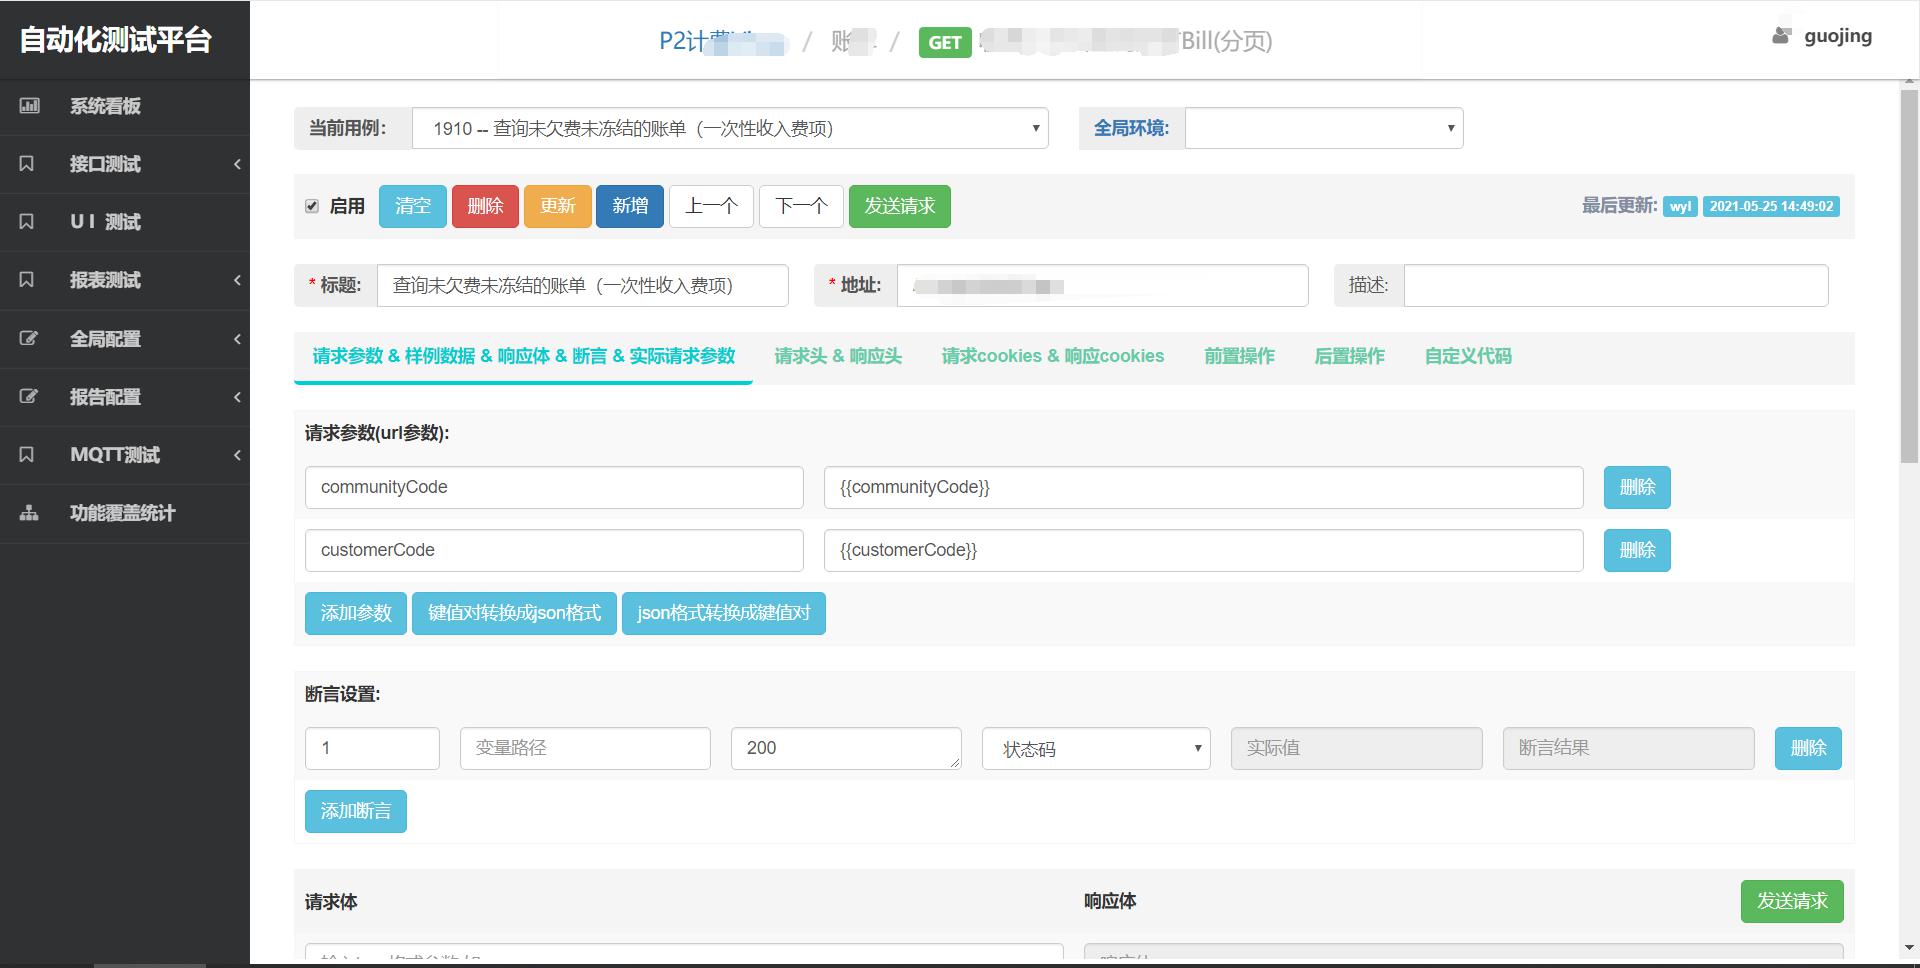 自动化测试平台
P2计费 / 账 / GET Bill(分页)
guojing
系统看板
接口测试
UI 测试
报表测试
全局配置
报告配置
MQTT测试
功能覆盖统计
当前用例: 1910 -- 查询未欠费未冻结的账单（一次性收入费项）
全局环境:
启用 清空 删除 更新 新增 上一个 下一个 发送请求
最后更新: wyl 2021-05-25 14:49:02
* 标题: 查询未欠费未冻结的账单（一次性收入费项）
* 地址:
描述:
请求参数 & 样例数据 & 响应体 & 断言 & 实际请求参数 请求头 & 响应头 请求cookies & 响应cookies 前置操作 后置操作 自定义代码
请求参数(url参数):
communityCode {{communityCode}} 删除
customerCode {{customerCode}} 删除
添加参数 键值对转换成json格式 json格式转换成键值对
断言设置:
1 变量路径 200 状态码 实际值 断言结果 删除
添加断言
请求体 响应体 发送请求